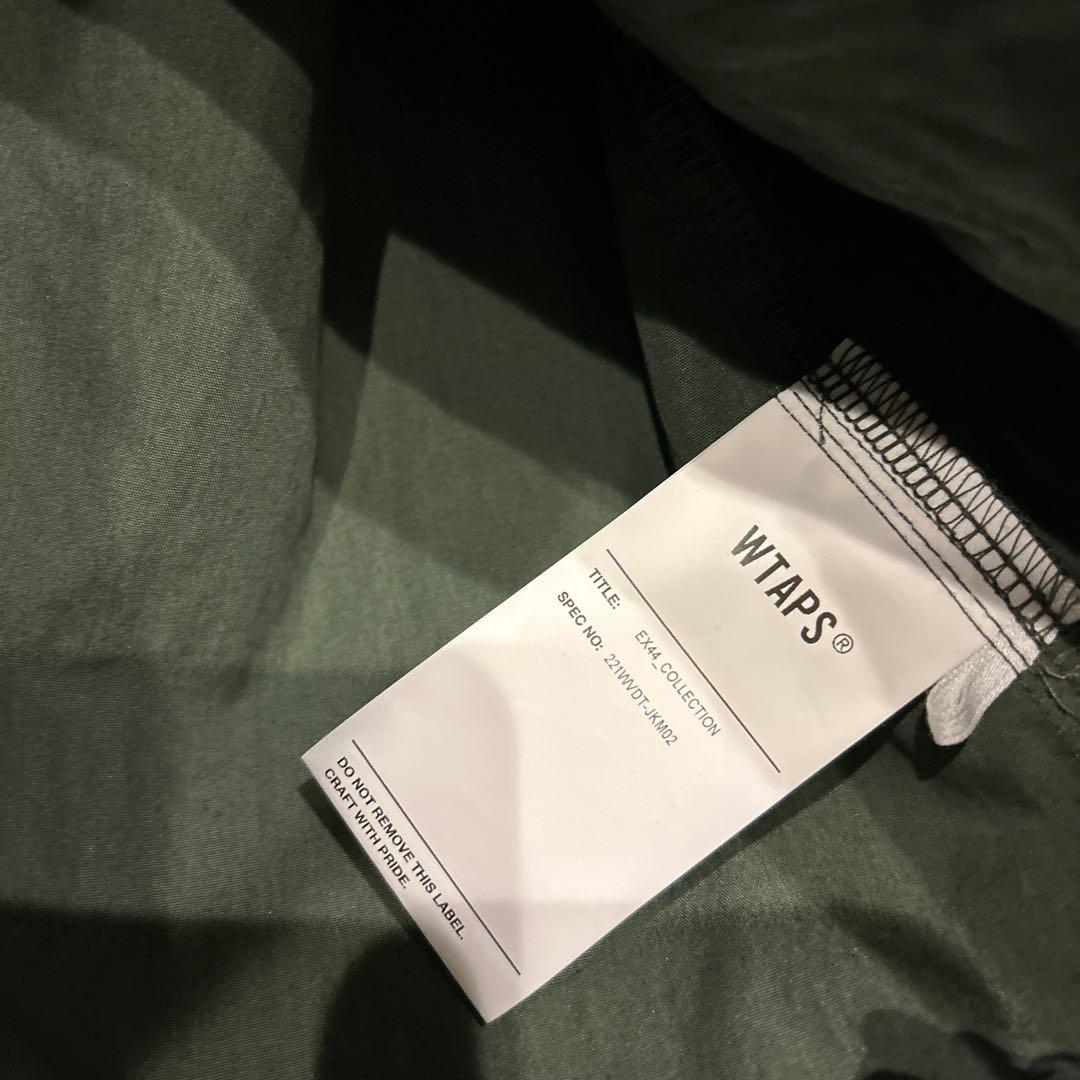 WTAPS®
TITLE: EX44_COLLECTION
SPEC NO: 221WVDT-JKM02
DO NOT REMOVE THIS LABEL.
CRAFT WITH PRIDE.